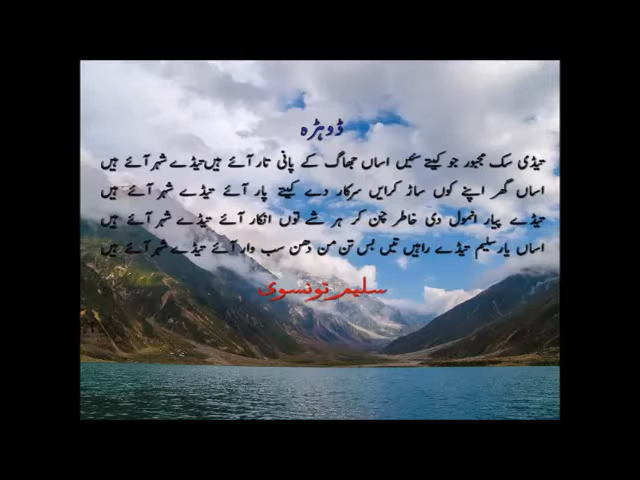 ڈوہڑہ
تیڈی سک مجبور جو کیتے سئیں اساں جھاگ کے پانی تار آئے ہیں تیڈے شہر آئے ہیں
اساں گھر اپنے کوں ساڑ کرایں سرکار دے کیتے پار آئے تیڈے شہر آئے ہیں
تیڈے پیار انمول دی خاطر چن کر ہر شے توں انکار آئے تیڈے شہر آئے ہیں
اساں یار سلیم تیڈے راہیں تیں بس تن من دھن سب وار آئے تیڈے شہر آئے ہیں
سلیم تونسوی